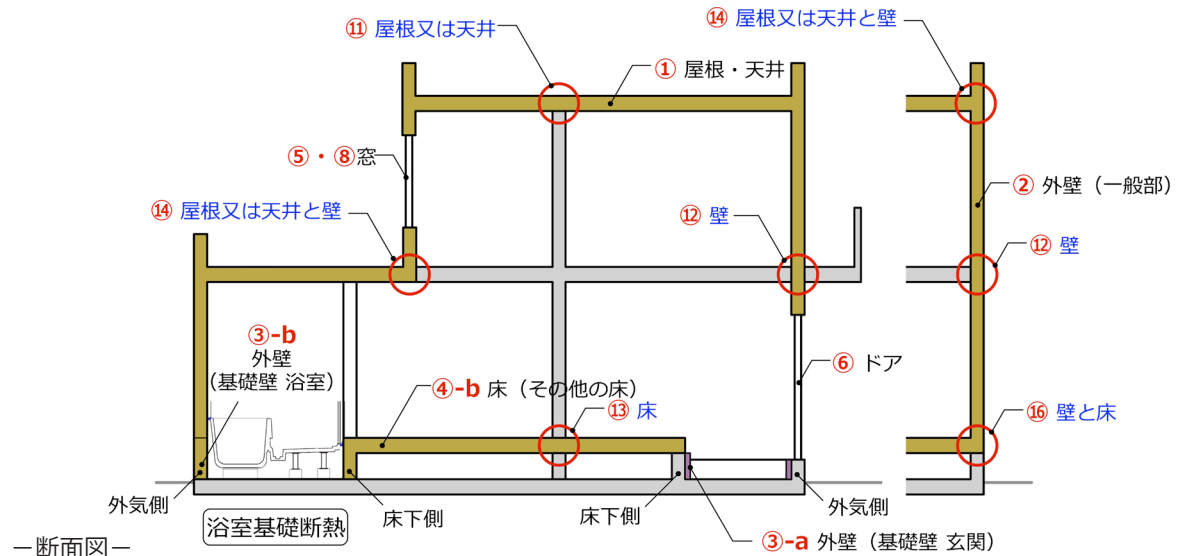 ⑪ 屋根又は天井
⑭ 屋根又は天井と壁
① 屋根・天井
⑤・⑧窓
② 外壁（一般部）
⑭ 屋根又は天井と壁
⑫ 壁
⑫ 壁
③-b
外壁
（基礎壁 浴室）
⑥ ドア
④-b 床（その他の床）
⑬ 床
⑯ 壁と床
外気側
床下側
床下側
外気側
浴室基礎断熱
③-a 外壁（基礎壁 玄関）
－断面図－